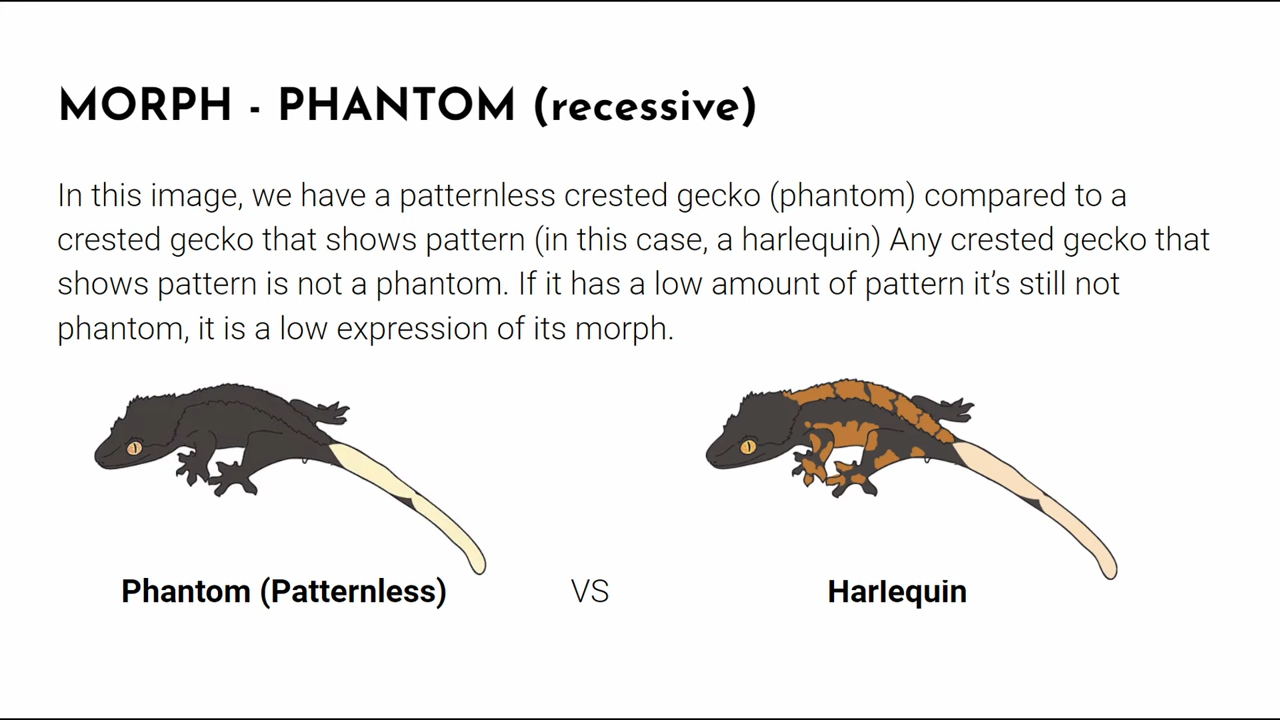 MORPH - PHANTOM (recessive)
In this image, we have a patternless crested gecko (phantom) compared to a
crested gecko that shows pattern (in this case, a harlequin) Any crested gecko that
shows pattern is not a phantom. If it has a low amount of pattern it’s still not
phantom, it is a low expression of its morph.
Phantom (Patternless) VS Harlequin